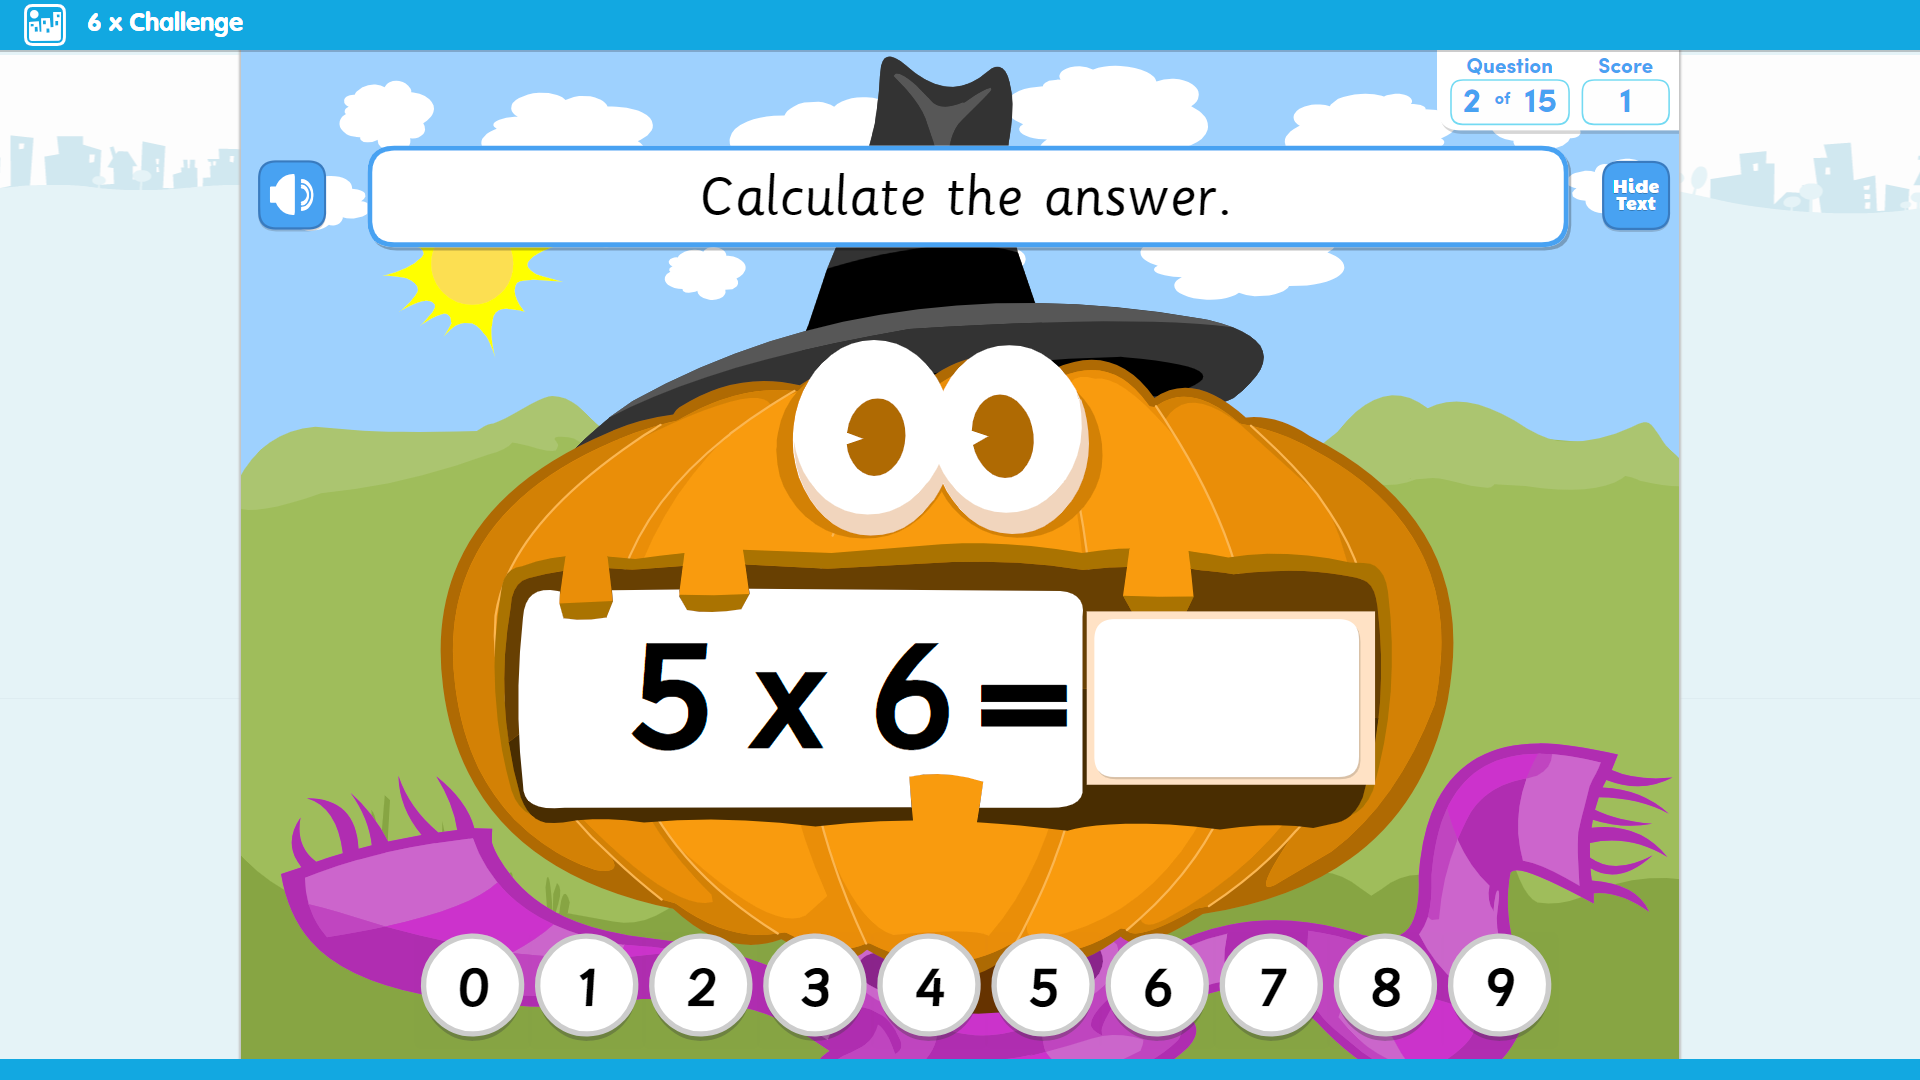 6 x Challenge
Question Score
2 of 15 1
Calculate the answer.
Hide
Text
5 x 6 =
0 1 2 3 4 5 6 7 8 9